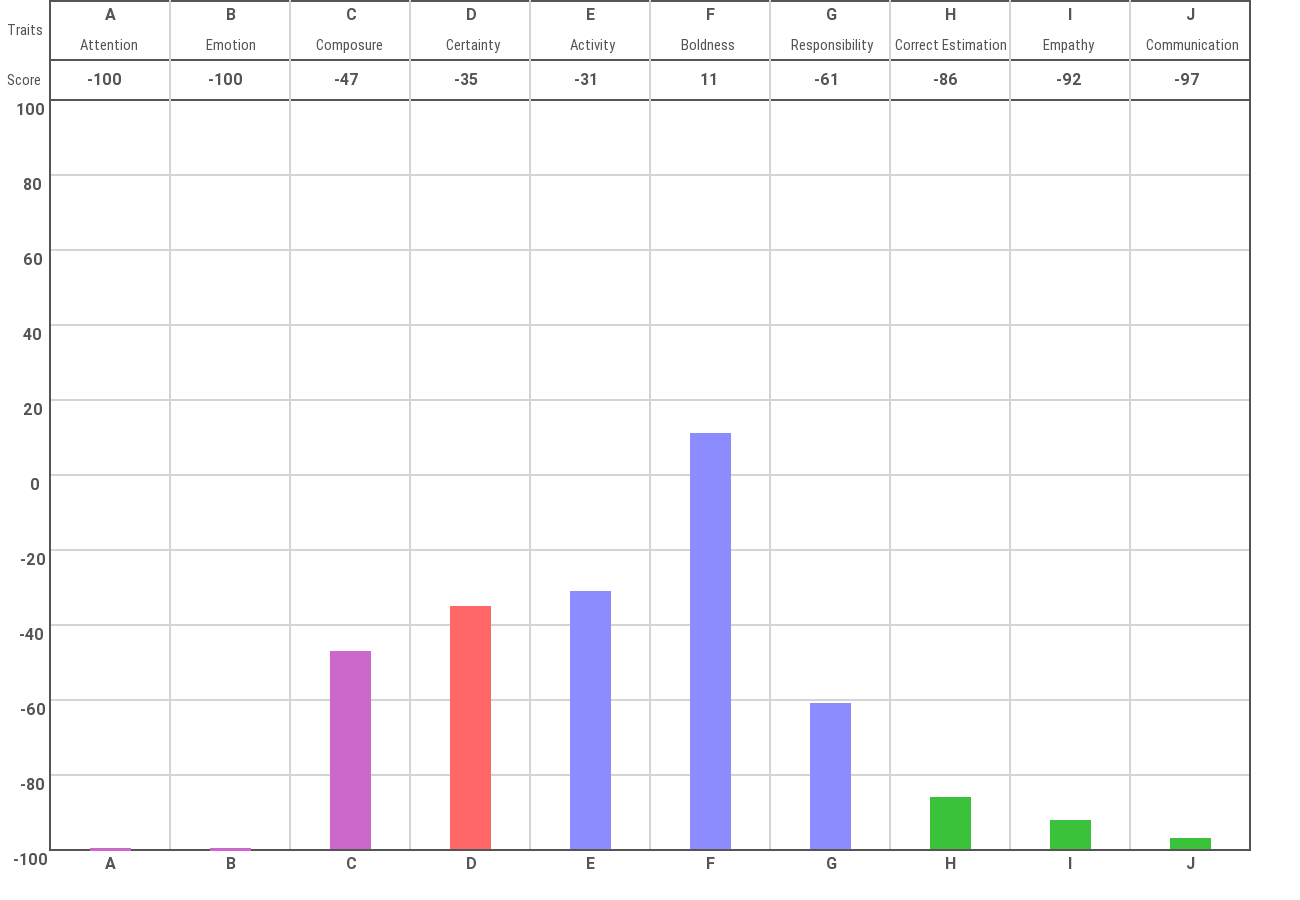 A B C D E F G H I J
Traits
Attention Emotion Composure Certainty Activity Boldness Responsibility Correct Estimation Empathy Communication
Score -100 -100 -47 -35 -31 11 -61 -86 -92 -97
100
80
60
40
20
0
-20
-40
-60
-80
-100
A B C D E F G H I J